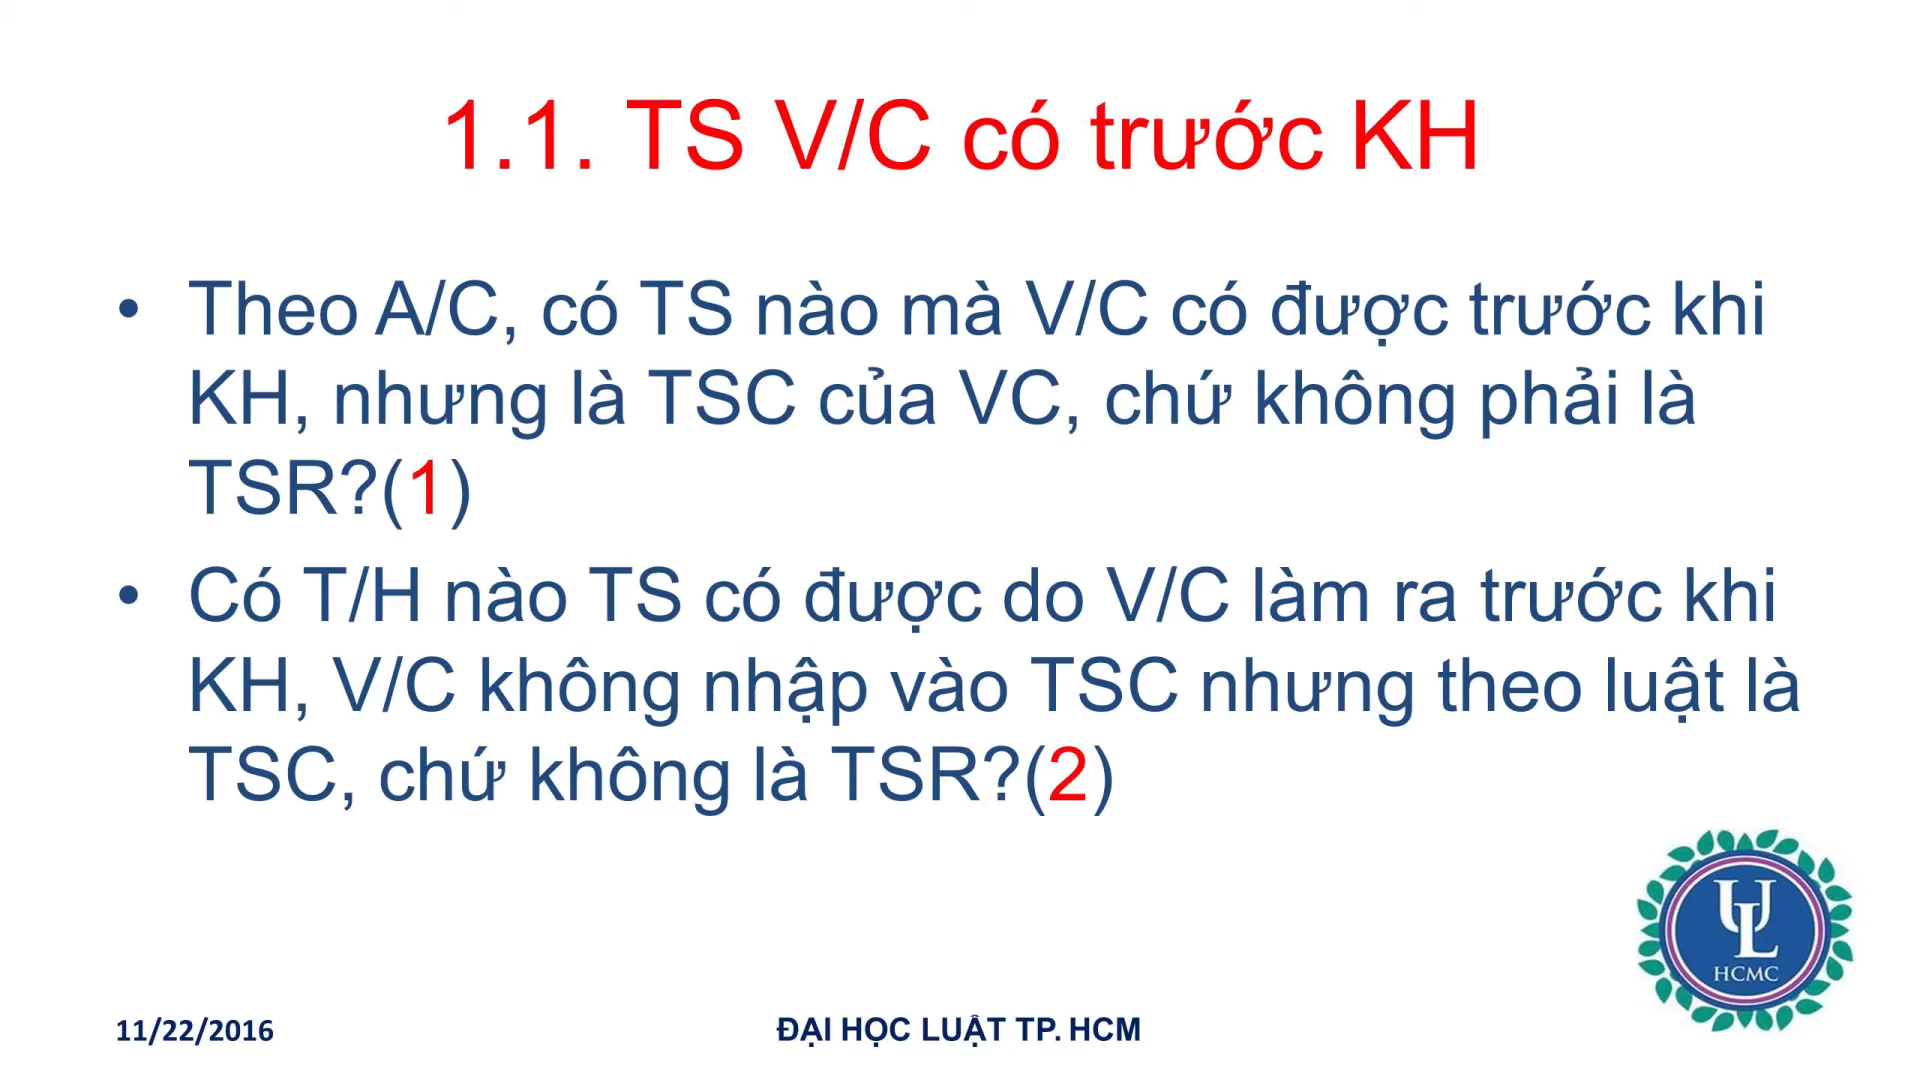 1.1. TS V/C có trước KH
• Theo A/C, có TS nào mà V/C có được trước khi
KH, nhưng là TSC của VC, chứ không phải là
TSR?(1)
• Có T/H nào TS có được do V/C làm ra trước khi
KH, V/C không nhập vào TSC nhưng theo luật là
TSC, chứ không là TSR?(2)
UL
HCMC
11/22/2016
ĐẠI HỌC LUẬT TP. HCM